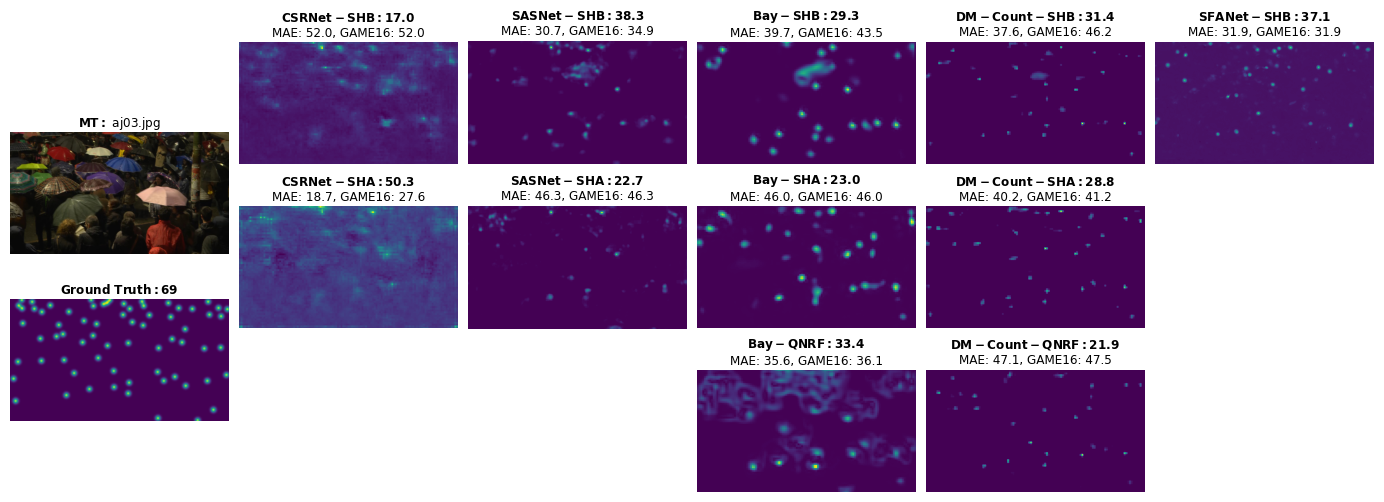 CSRNet − SHB : 17.0
MAE: 52.0, GAME16: 52.0
SASNet − SHB : 38.3
MAE: 30.7, GAME16: 34.9
Bay − SHB : 29.3
MAE: 39.7, GAME16: 43.5
DM − Count − SHB : 31.4
MAE: 37.6, GAME16: 46.2
SFANet − SHB : 37.1
MAE: 31.9, GAME16: 31.9
MT : aj03.jpg
CSRNet − SHA : 50.3
MAE: 18.7, GAME16: 27.6
SASNet − SHA : 22.7
MAE: 46.3, GAME16: 46.3
Bay − SHA : 23.0
MAE: 46.0, GAME16: 46.0
DM − Count − SHA : 28.8
MAE: 40.2, GAME16: 41.2
Ground Truth : 69
Bay − QNRF : 33.4
MAE: 35.6, GAME16: 36.1
DM − Count − QNRF : 21.9
MAE: 47.1, GAME16: 47.5